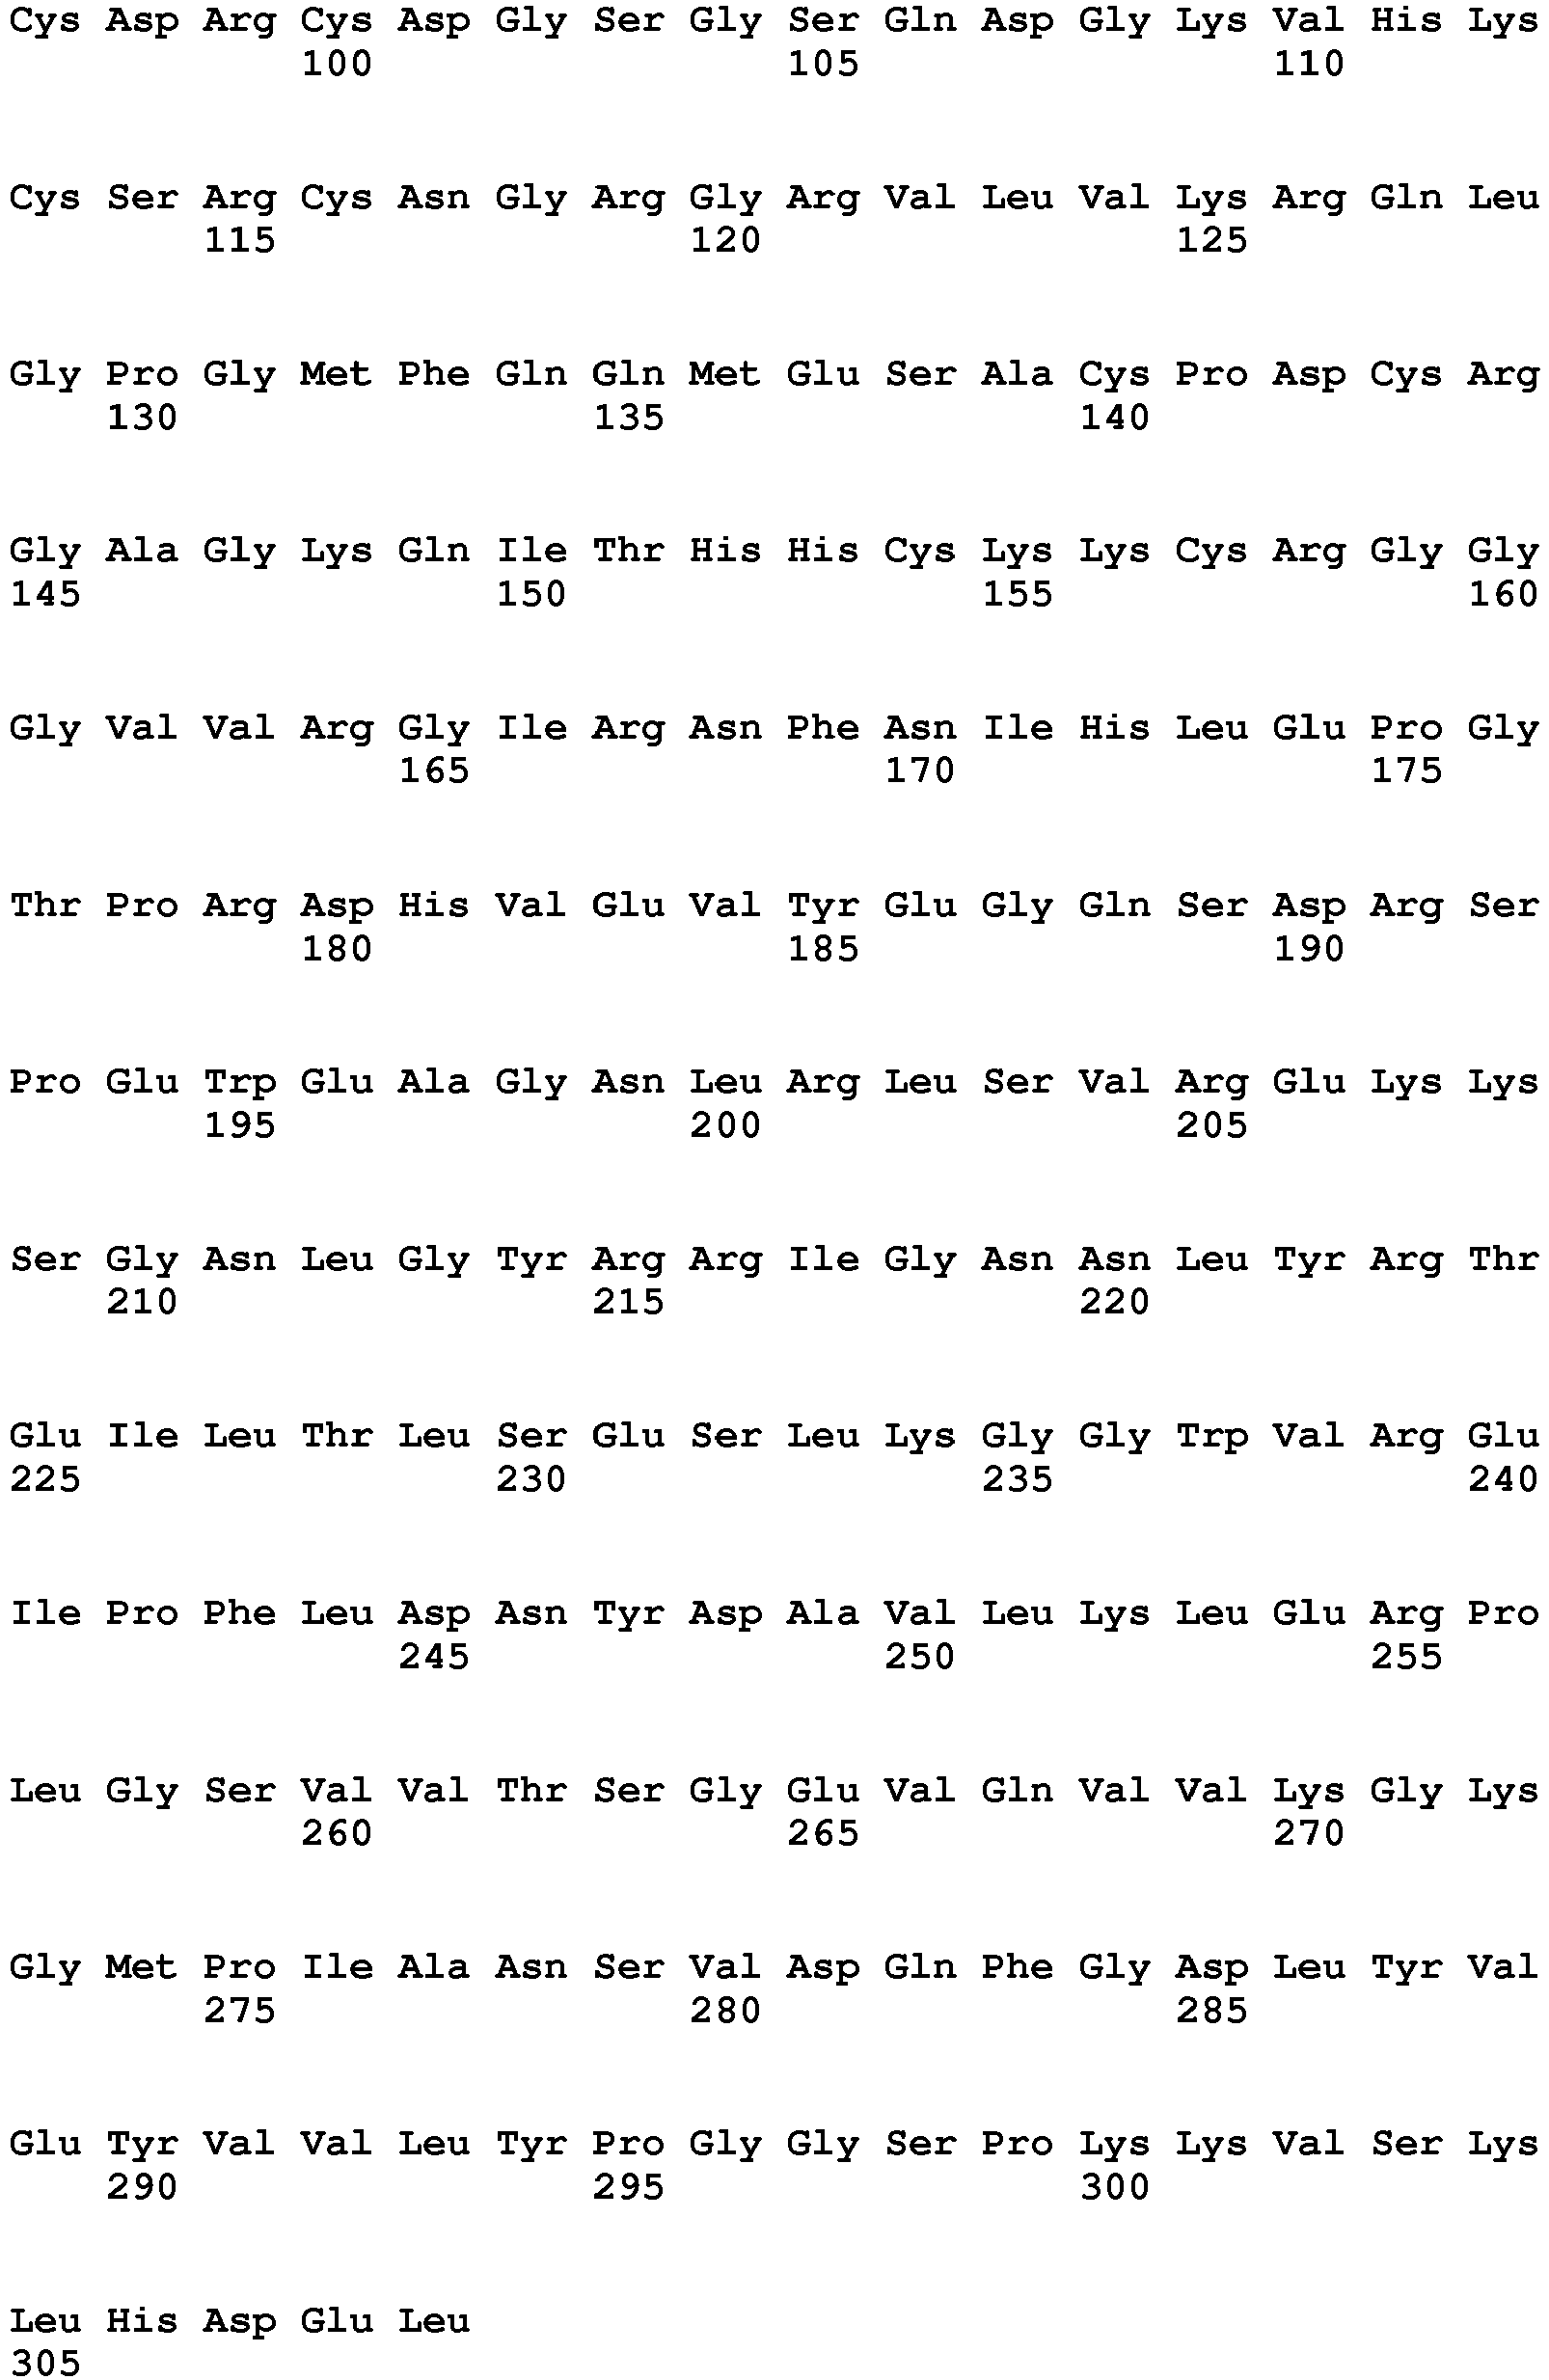 Cys Asp Arg Cys Asp Gly Ser Gly Ser Gln Asp Gly Lys Val His Lys
100 105 110
Cys Ser Arg Cys Asn Gly Arg Gly Arg Val Leu Val Lys Arg Gln Leu
115 120 125
Gly Pro Gly Met Phe Gln Gln Met Glu Ser Ala Cys Pro Asp Cys Arg
130 135 140
Gly Ala Gly Lys Gln Ile Thr His His Cys Lys Lys Cys Arg Gly Gly
145 150 155 160
Gly Val Val Arg Gly Ile Arg Asn Phe Asn Ile His Leu Glu Pro Gly
165 170 175
Thr Pro Arg Asp His Val Glu Val Tyr Glu Gly Gln Ser Asp Arg Ser
180 185 190
Pro Glu Trp Glu Ala Gly Asn Leu Arg Leu Ser Val Arg Glu Lys Lys
195 200 205
Ser Gly Asn Leu Gly Tyr Arg Arg Ile Gly Asn Asn Leu Tyr Arg Thr
210 215 220
Glu Ile Leu Thr Leu Ser Glu Ser Leu Lys Gly Gly Trp Val Arg Glu
225 230 235 240
Ile Pro Phe Leu Asp Asn Tyr Asp Ala Val Leu Lys Leu Glu Arg Pro
245 250 255
Leu Gly Ser Val Val Thr Ser Gly Glu Val Gln Val Val Lys Gly Lys
260 265 270
Gly Met Pro Ile Ala Asn Ser Val Asp Gln Phe Gly Asp Leu Tyr Val
275 280 285
Glu Tyr Val Val Leu Tyr Pro Gly Gly Ser Pro Lys Lys Val Ser Lys
290 295 300
Leu His Asp Glu Leu
305